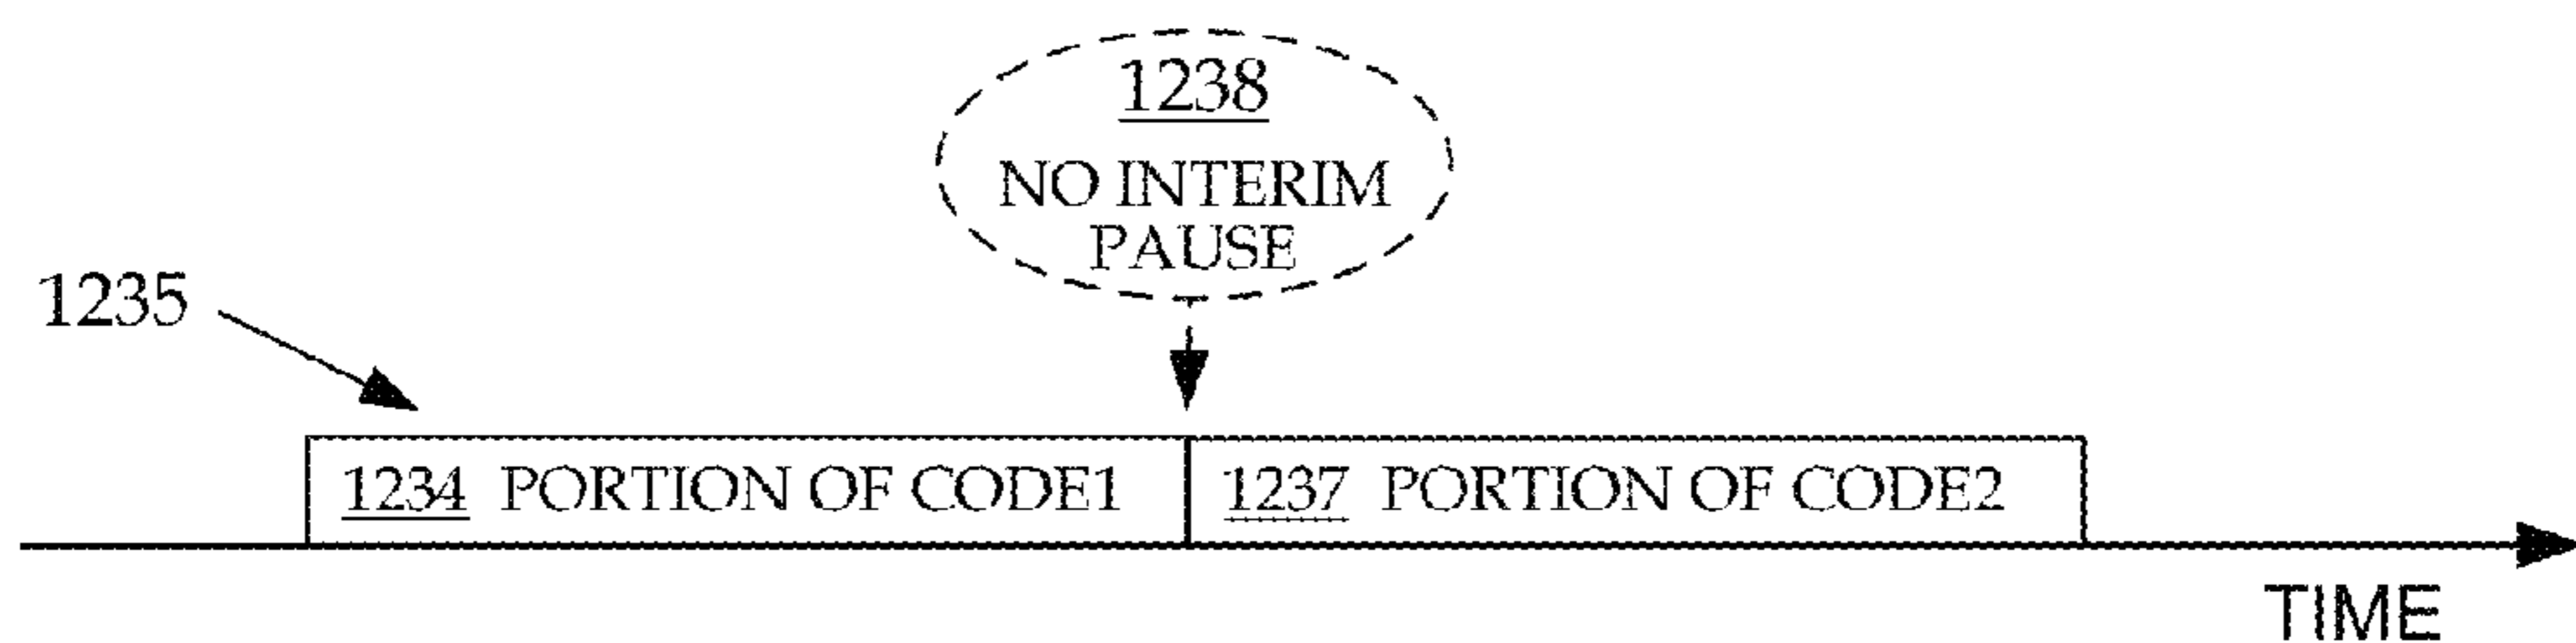 1238
NO INTERIM
PAUSE
1235
1234 PORTION OF CODE1
1237 PORTION OF CODE2
TIME